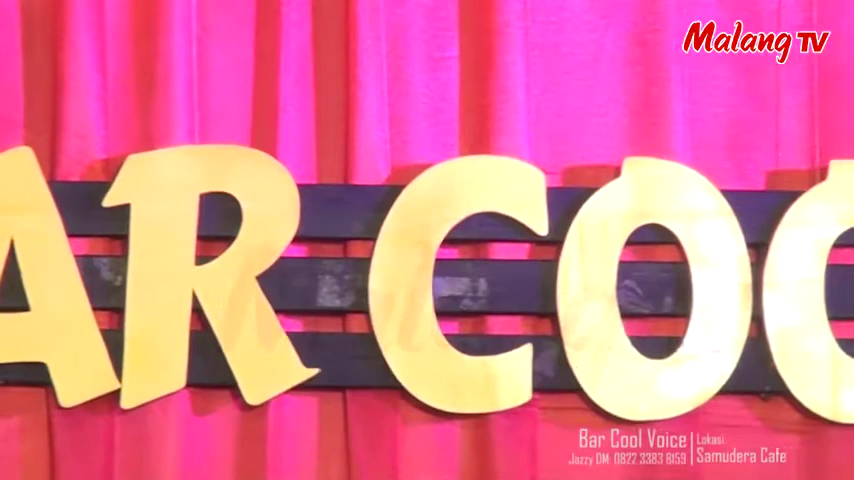 Malang TV
AR COO
Bar Cool Voice
Jazzy DM 0822 3383 8159
Lokasi
Samudera Cafe